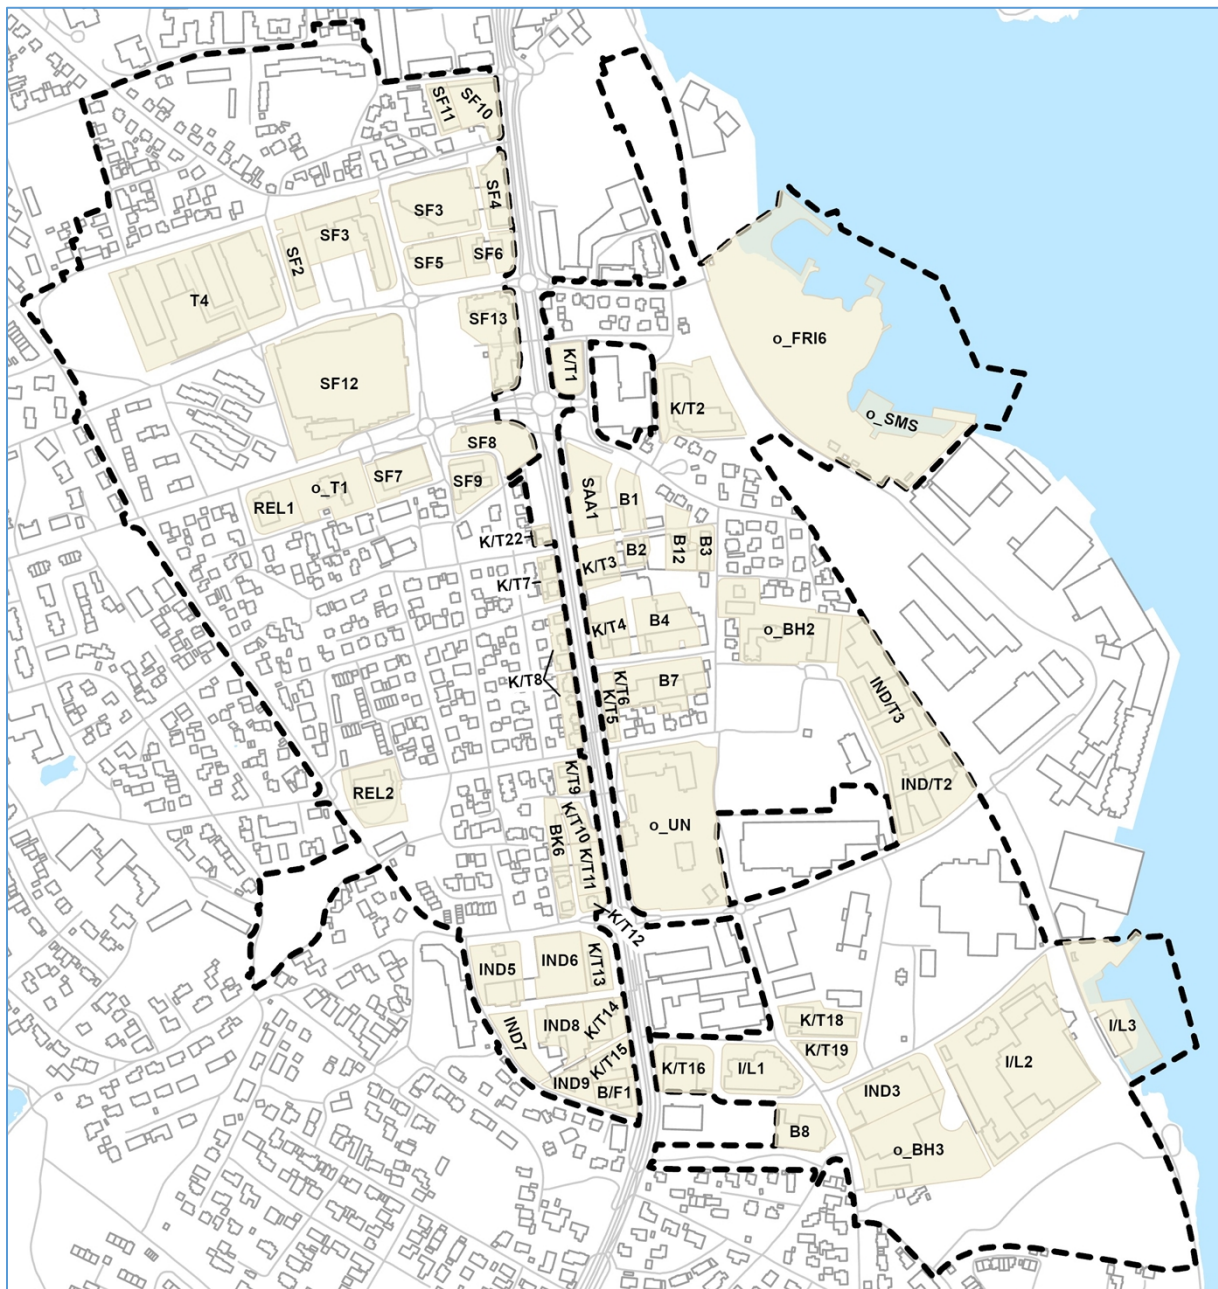 SF11
SF10
SF4
SF3
SF3
SF2
SF5
SF6
T4
SF13
o_FRI6
K/T1
SF12
K/T2
o_SMS
SF8
SF7
SF9
o_T1
REL1
SAA1
B1
K/T22
K/T3
B2
B12
B3
K/T7
K/T4
B4
o_BH2
K/T8
K/T6
K/T5
B7
IND/T3
K/T9
REL2
IND/T2
K/T10
BK6
o_UN
K/T11
K/T12
IND5
IND6
K/T13
K/T14
IND8
IND7
K/T18
I/L3
K/T15
K/T19
I/L2
K/T16
I/L1
IND9
B/F1
IND3
B8
o_BH3